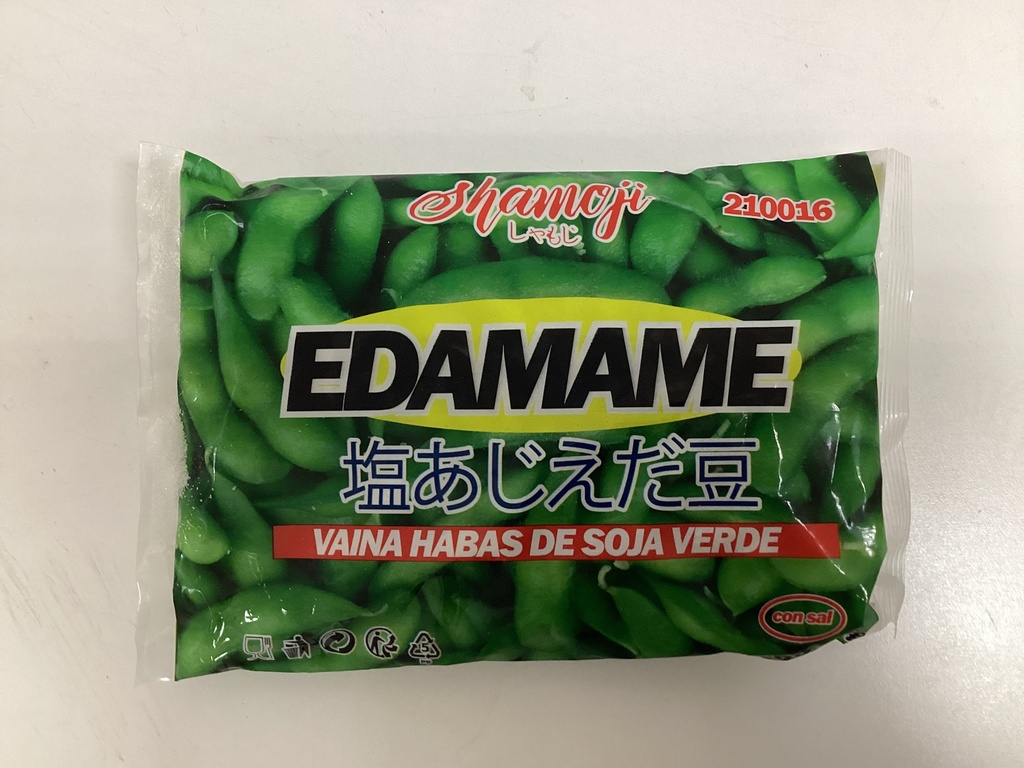 shamoji
しゃもじ
210016
EDAMAME
塩あじえだ豆
VAINA HABAS DE SOJA VERDE
con sal
5